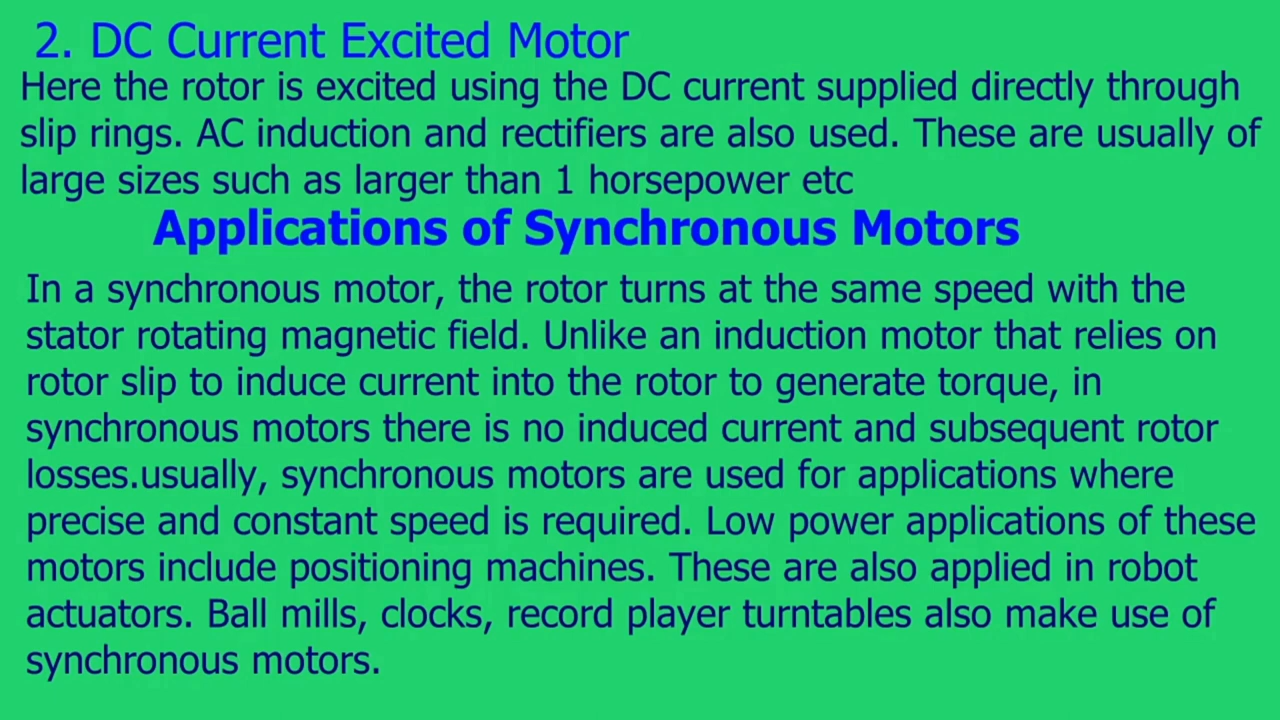 2. DC Current Excited Motor
Here the rotor is excited using the DC current supplied directly through
slip rings. AC induction and rectifiers are also used. These are usually of
large sizes such as larger than 1 horsepower etc
Applications of Synchronous Motors
In a synchronous motor, the rotor turns at the same speed with the
stator rotating magnetic field. Unlike an induction motor that relies on
rotor slip to induce current into the rotor to generate torque, in
synchronous motors there is no induced current and subsequent rotor
losses.usually, synchronous motors are used for applications where
precise and constant speed is required. Low power applications of these
motors include positioning machines. These are also applied in robot
actuators. Ball mills, clocks, record player turntables also make use of
synchronous motors.